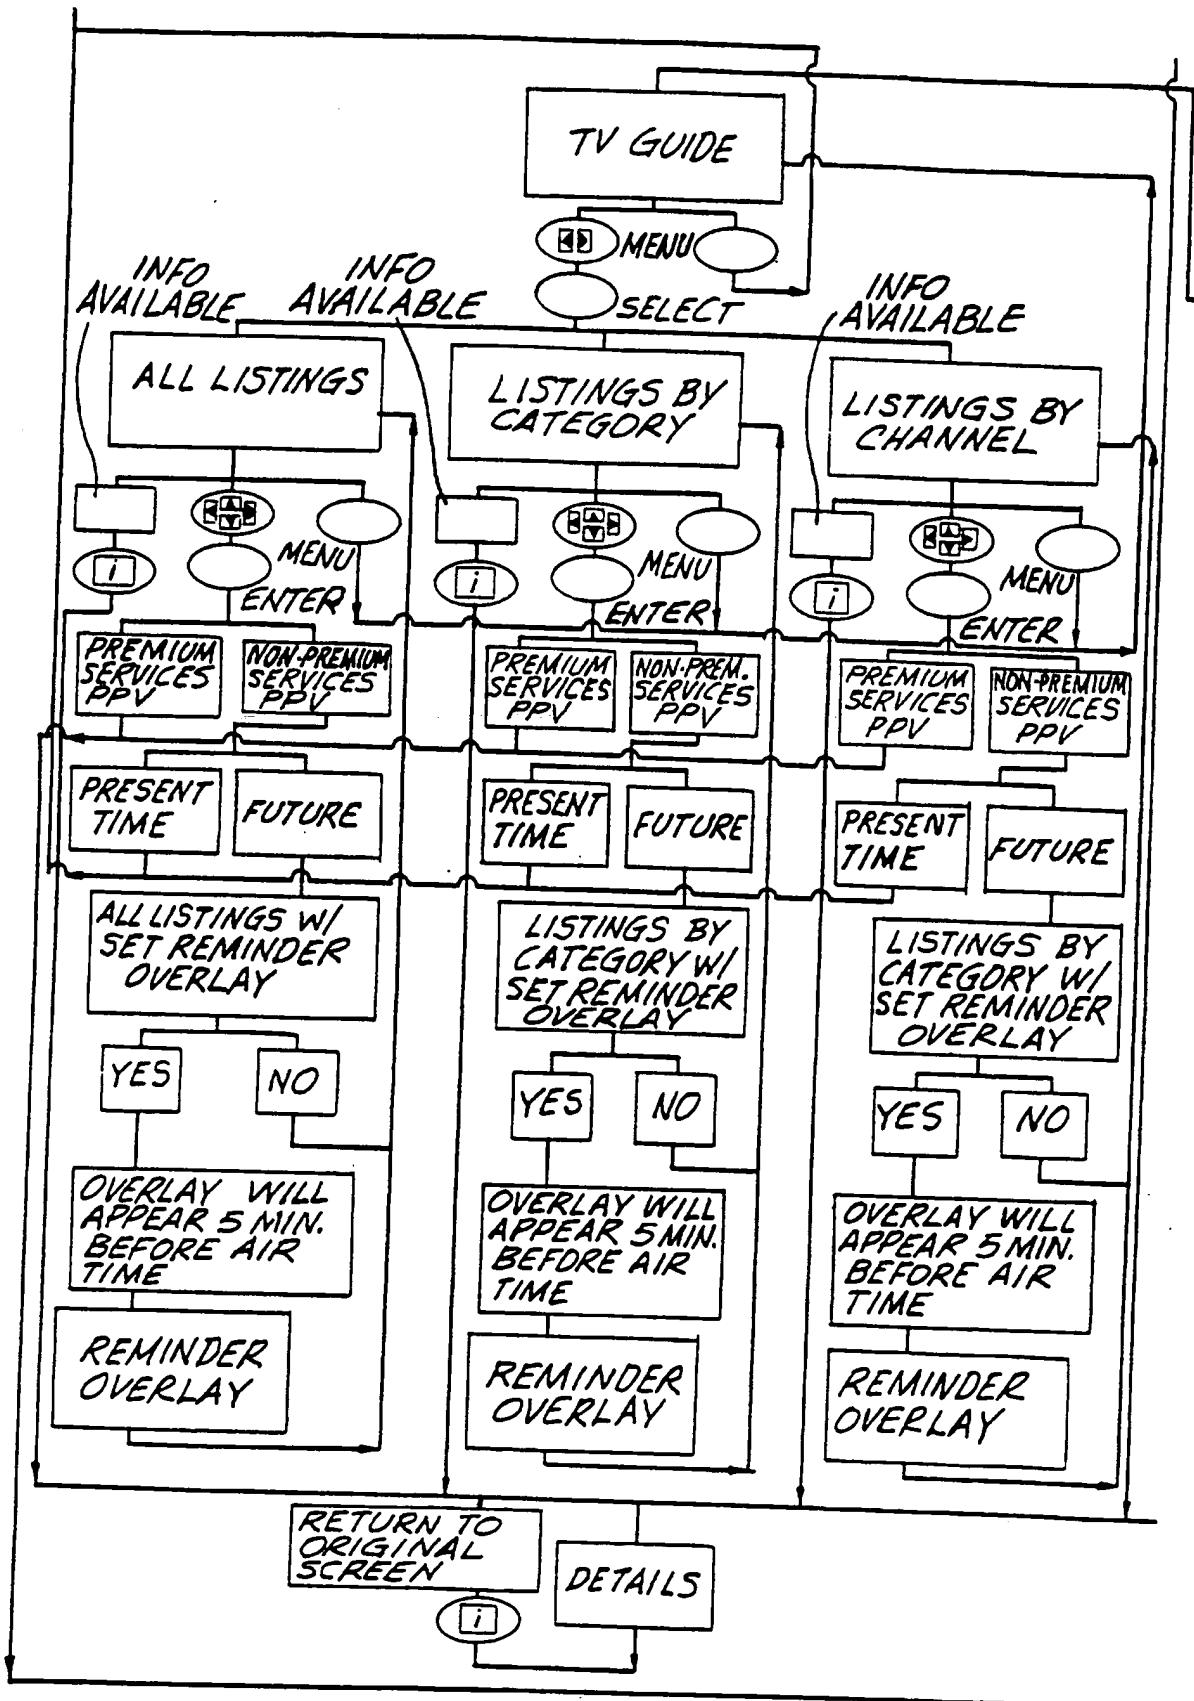 TV GUIDE
MENU
SELECT
INFO
AVAILABLE
INFO
AVAILABLE
INFO
AVAILABLE
ALL LISTINGS
LISTINGS BY
CATEGORY
LISTINGS BY
CHANNEL
i
MENU
ENTER
i
MENU
ENTER
i
MENU
ENTER
PREMIUM
SERVICES
PPV
NON-PREMIUM
SERVICES
PPV
PREMIUM
SERVICES
PPV
NON-PREM.
SERVICES
PPV
PREMIUM
SERVICES
PPV
NON-PREMIUM
SERVICES
PPV
PRESENT
TIME
FUTURE
PRESENT
TIME
FUTURE
PRESENT
TIME
FUTURE
ALL LISTINGS W/
SET REMINDER
OVERLAY
LISTINGS BY
CATEGORY W/
SET REMINDER
OVERLAY
LISTINGS BY
CATEGORY W/
SET REMINDER
OVERLAY
YES
NO
YES
NO
YES
NO
OVERLAY WILL
APPEAR 5 MIN.
BEFORE AIR
TIME
OVERLAY WILL
APPEAR 5 MIN.
BEFORE AIR
TIME
OVERLAY WILL
APPEAR 5 MIN.
BEFORE AIR
TIME
REMINDER
OVERLAY
REMINDER
OVERLAY
REMINDER
OVERLAY
RETURN TO
ORIGINAL
SCREEN
i
DETAILS